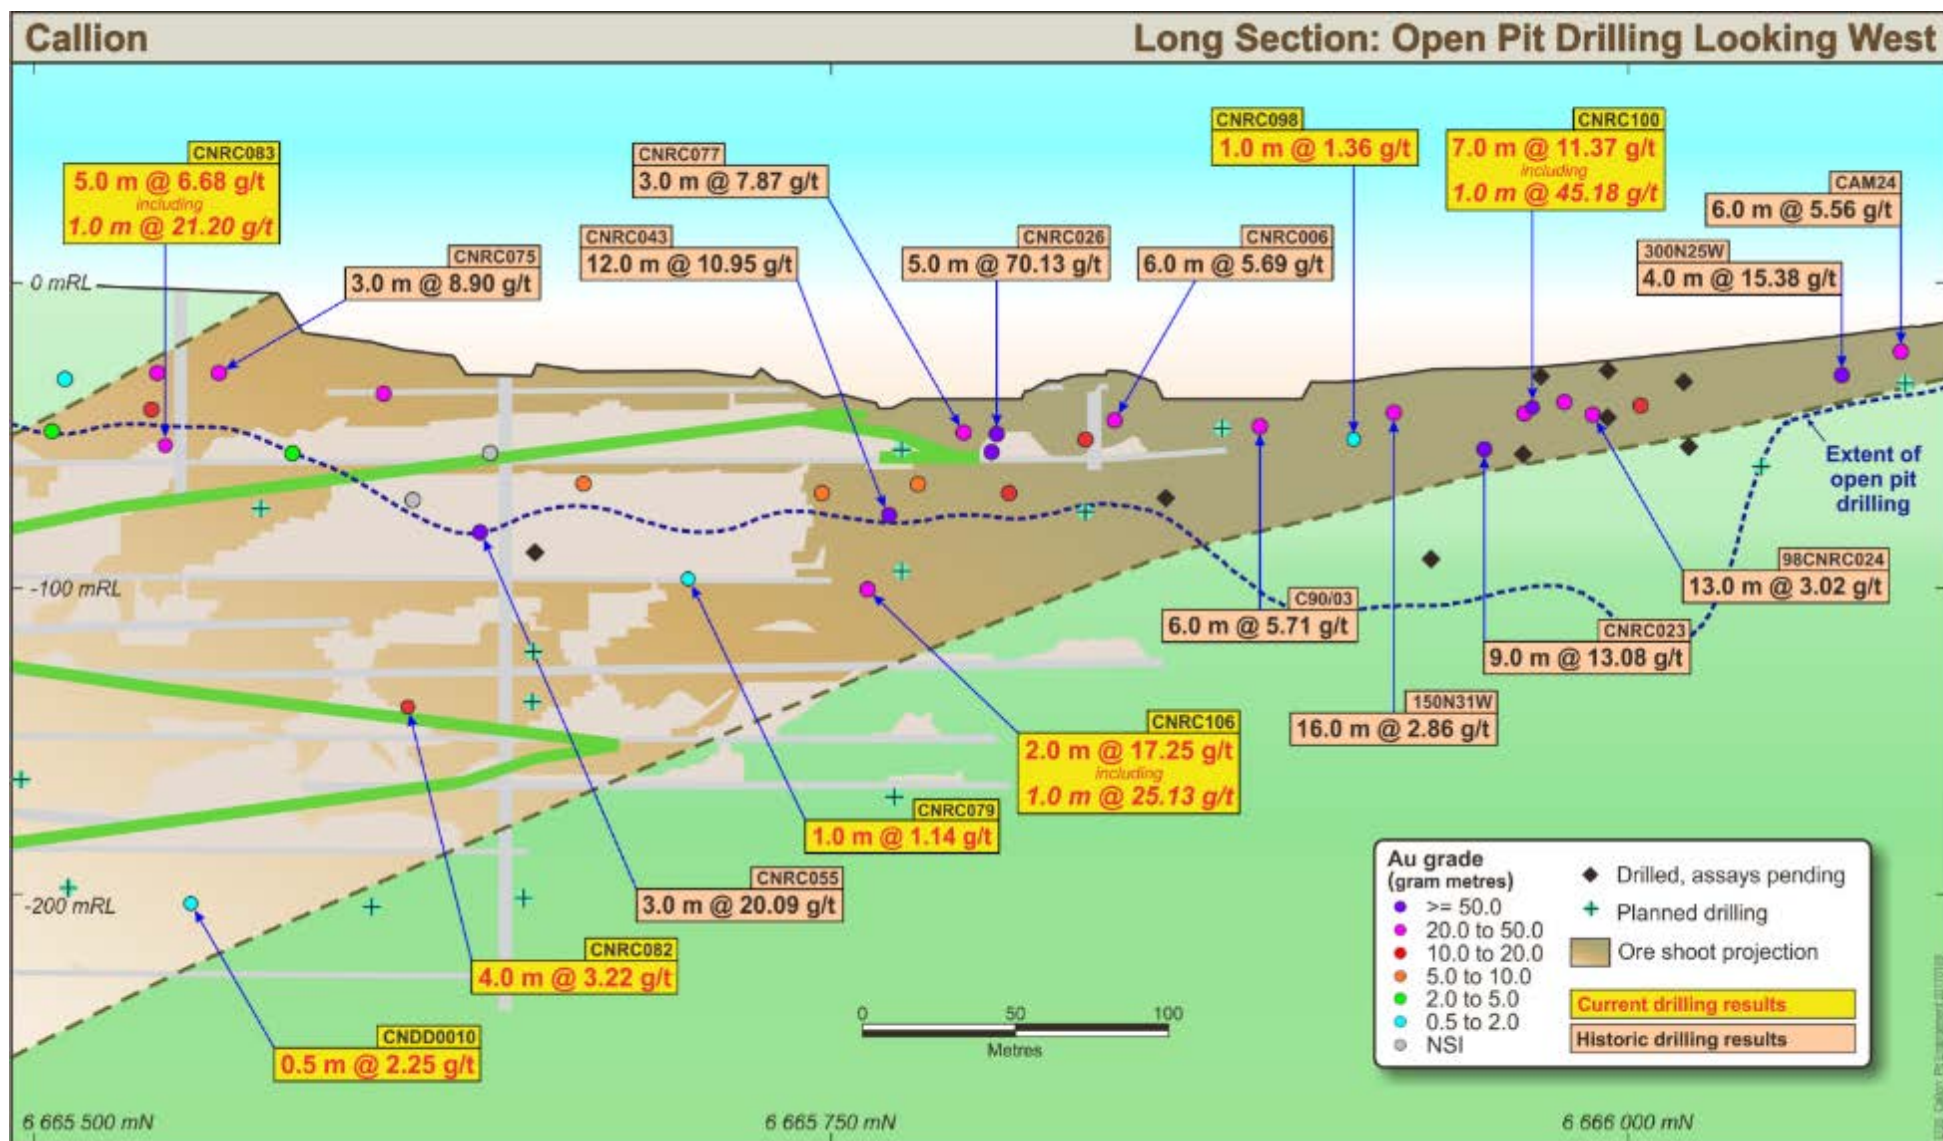 Callion
Long Section: Open Pit Drilling Looking West
CNRC083
5.0 m @ 6.68 g/t
including
1.0 m @ 21.20 g/t
CNRC075
3.0 m @ 8.90 g/t
CNRC077
3.0 m @ 7.87 g/t
CNRC043
12.0 m @ 10.95 g/t
CNRC026
5.0 m @ 70.13 g/t
CNRC006
6.0 m @ 5.69 g/t
CNRC098
1.0 m @ 1.36 g/t
CNRC100
7.0 m @ 11.37 g/t
including
1.0 m @ 45.18 g/t
CAM24
6.0 m @ 5.56 g/t
300N25W
4.0 m @ 15.38 g/t
0 mRL
Extent of
open pit
drilling
-100 mRL
98CNRC024
13.0 m @ 3.02 g/t
C90/03
6.0 m @ 5.71 g/t
CNRC023
9.0 m @ 13.08 g/t
150N31W
16.0 m @ 2.86 g/t
CNRC106
2.0 m @ 17.25 g/t
including
1.0 m @ 25.13 g/t
CNRC079
1.0 m @ 1.14 g/t
CNRC055
3.0 m @ 20.09 g/t
-200 mRL
CNRC082
4.0 m @ 3.22 g/t
CNDD0010
0.5 m @ 2.25 g/t
0 50 100
Metres
Au grade
(gram metres)
>= 50.0
20.0 to 50.0
10.0 to 20.0
5.0 to 10.0
2.0 to 5.0
0.5 to 2.0
NSI
Drilled, assays pending
Planned drilling
Ore shoot projection
Current drilling results
Historic drilling results
6 665 500 mN
6 665 750 mN
6 666 000 mN